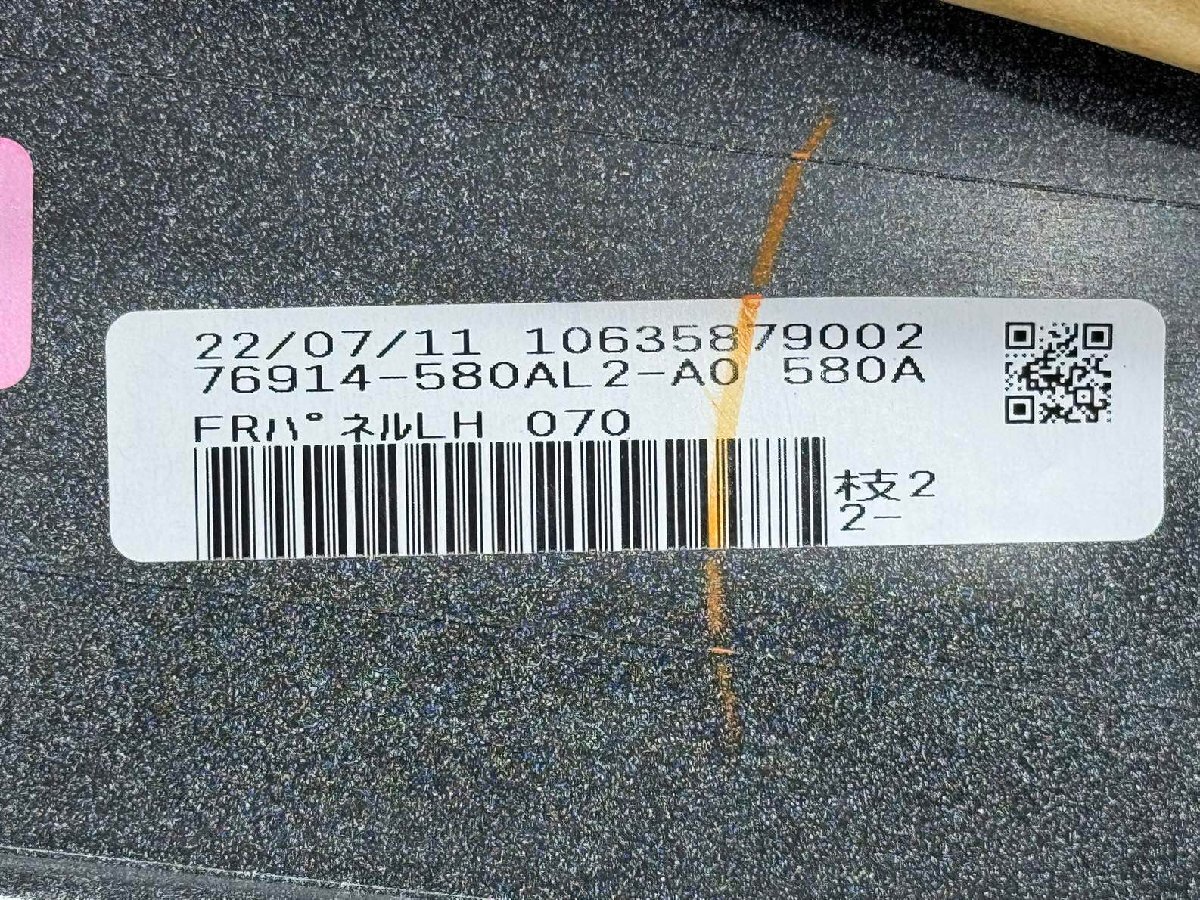 22/07/11 10635879002
76914-580AL2-A0 580A
FRﾊﾟﾈﾙLH 070
枝2
2-